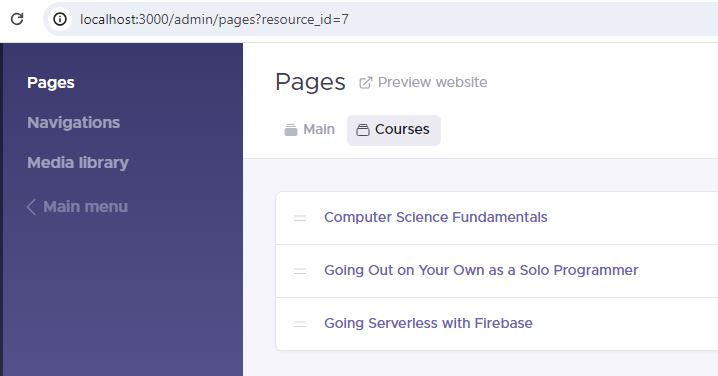 localhost:3000/admin/pages?resource_id=7
Pages
Navigations
Media library
Main menu
Pages Preview website
Main Courses
Computer Science Fundamentals
Going Out on Your Own as a Solo Programmer
Going Serverless with Firebase